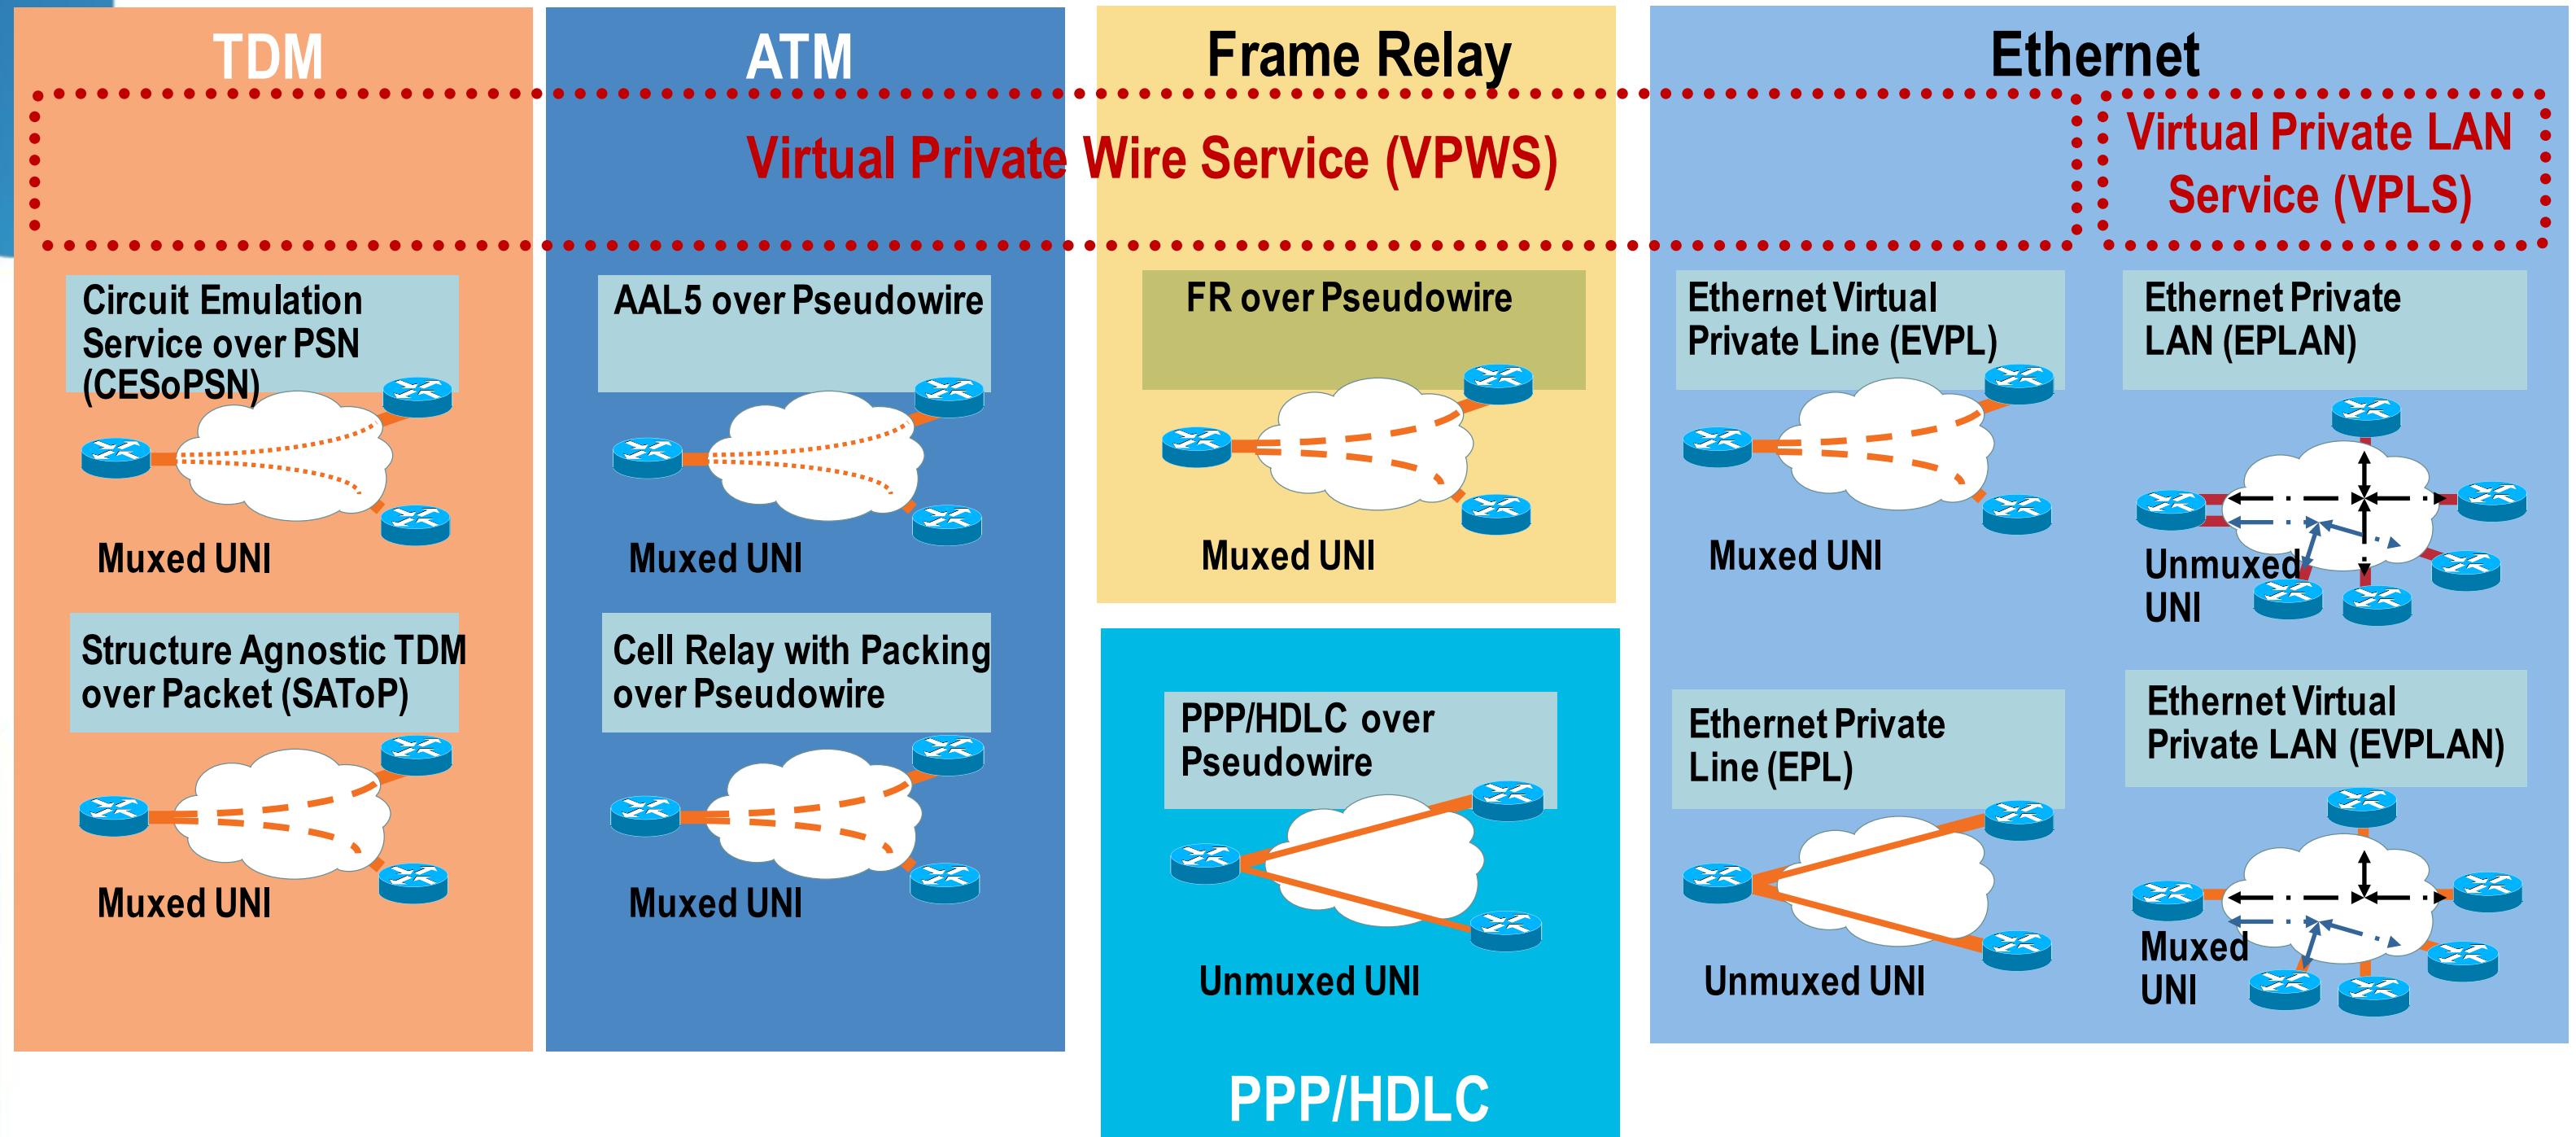 TDM
ATM
Frame Relay
Ethernet
Virtual Private Wire Service (VPWS)
Virtual Private LAN
Service (VPLS)
Circuit Emulation
Service over PSN
(CESoPSN)
Muxed UNI
Structure Agnostic TDM
over Packet (SAToP)
Muxed UNI
AAL5 over Pseudowire
Muxed UNI
Cell Relay with Packing
over Pseudowire
Muxed UNI
FR over Pseudowire
Muxed UNI
PPP/HDLC over
Pseudowire
Unmuxed UNI
PPP/HDLC
Ethernet Virtual
Private Line (EVPL)
Muxed UNI
Ethernet Private
Line (EPL)
Unmuxed UNI
Ethernet Private
LAN (EPLAN)
Unmuxed
UNI
Ethernet Virtual
Private LAN (EVPLAN)
Muxed
UNI